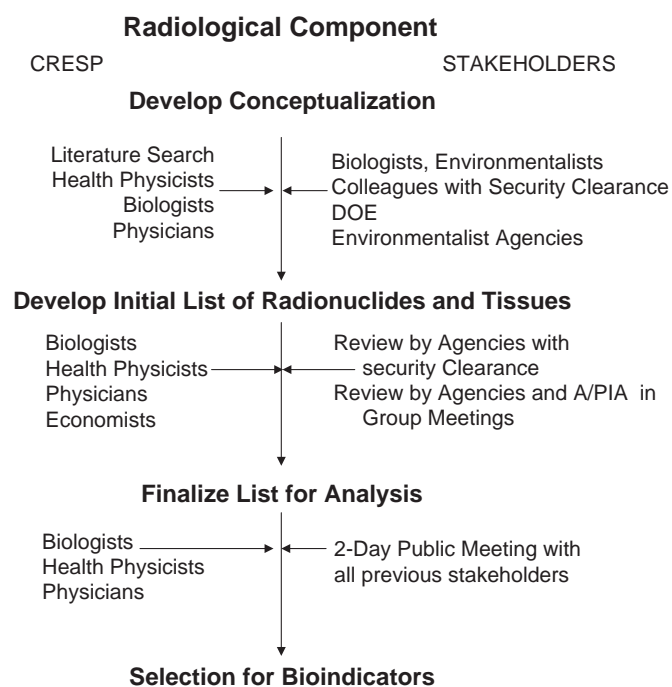 Radiological Component
CRESP
STAKEHOLDERS
Develop Conceptualization
Literature Search
Health Physicists
Biologists
Physicians
Biologists, Environmentalists
Colleagues with Security Clearance
DOE
Environmentalist Agencies
Develop Initial List of Radionuclides and Tissues
Biologists
Health Physicists
Physicians
Economists
Review by Agencies with
security Clearance
Review by Agencies and A/PIA in
Group Meetings
Finalize List for Analysis
Biologists
Health Physicists
Physicians
2-Day Public Meeting with
all previous stakeholders
Selection for Bioindicators